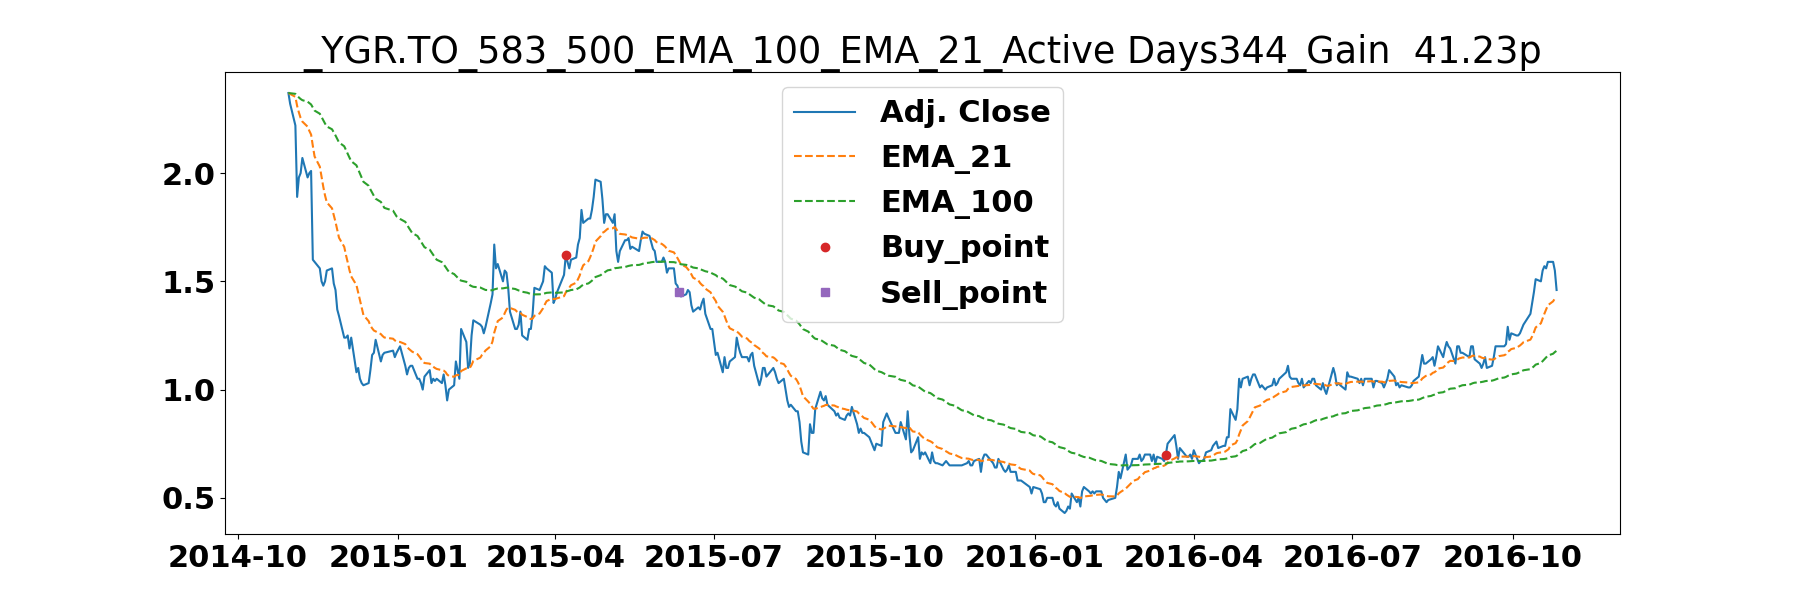 _YGR.TO_583_500_EMA_100_EMA_21_Active Days344_Gain  41.23p
Adj. Close
EMA_21
EMA_100
Buy_point
Sell_point
2.0
1.5
1.0
0.5
2014-10 2015-01 2015-04 2015-07 2015-10 2016-01 2016-04 2016-07 2016-10